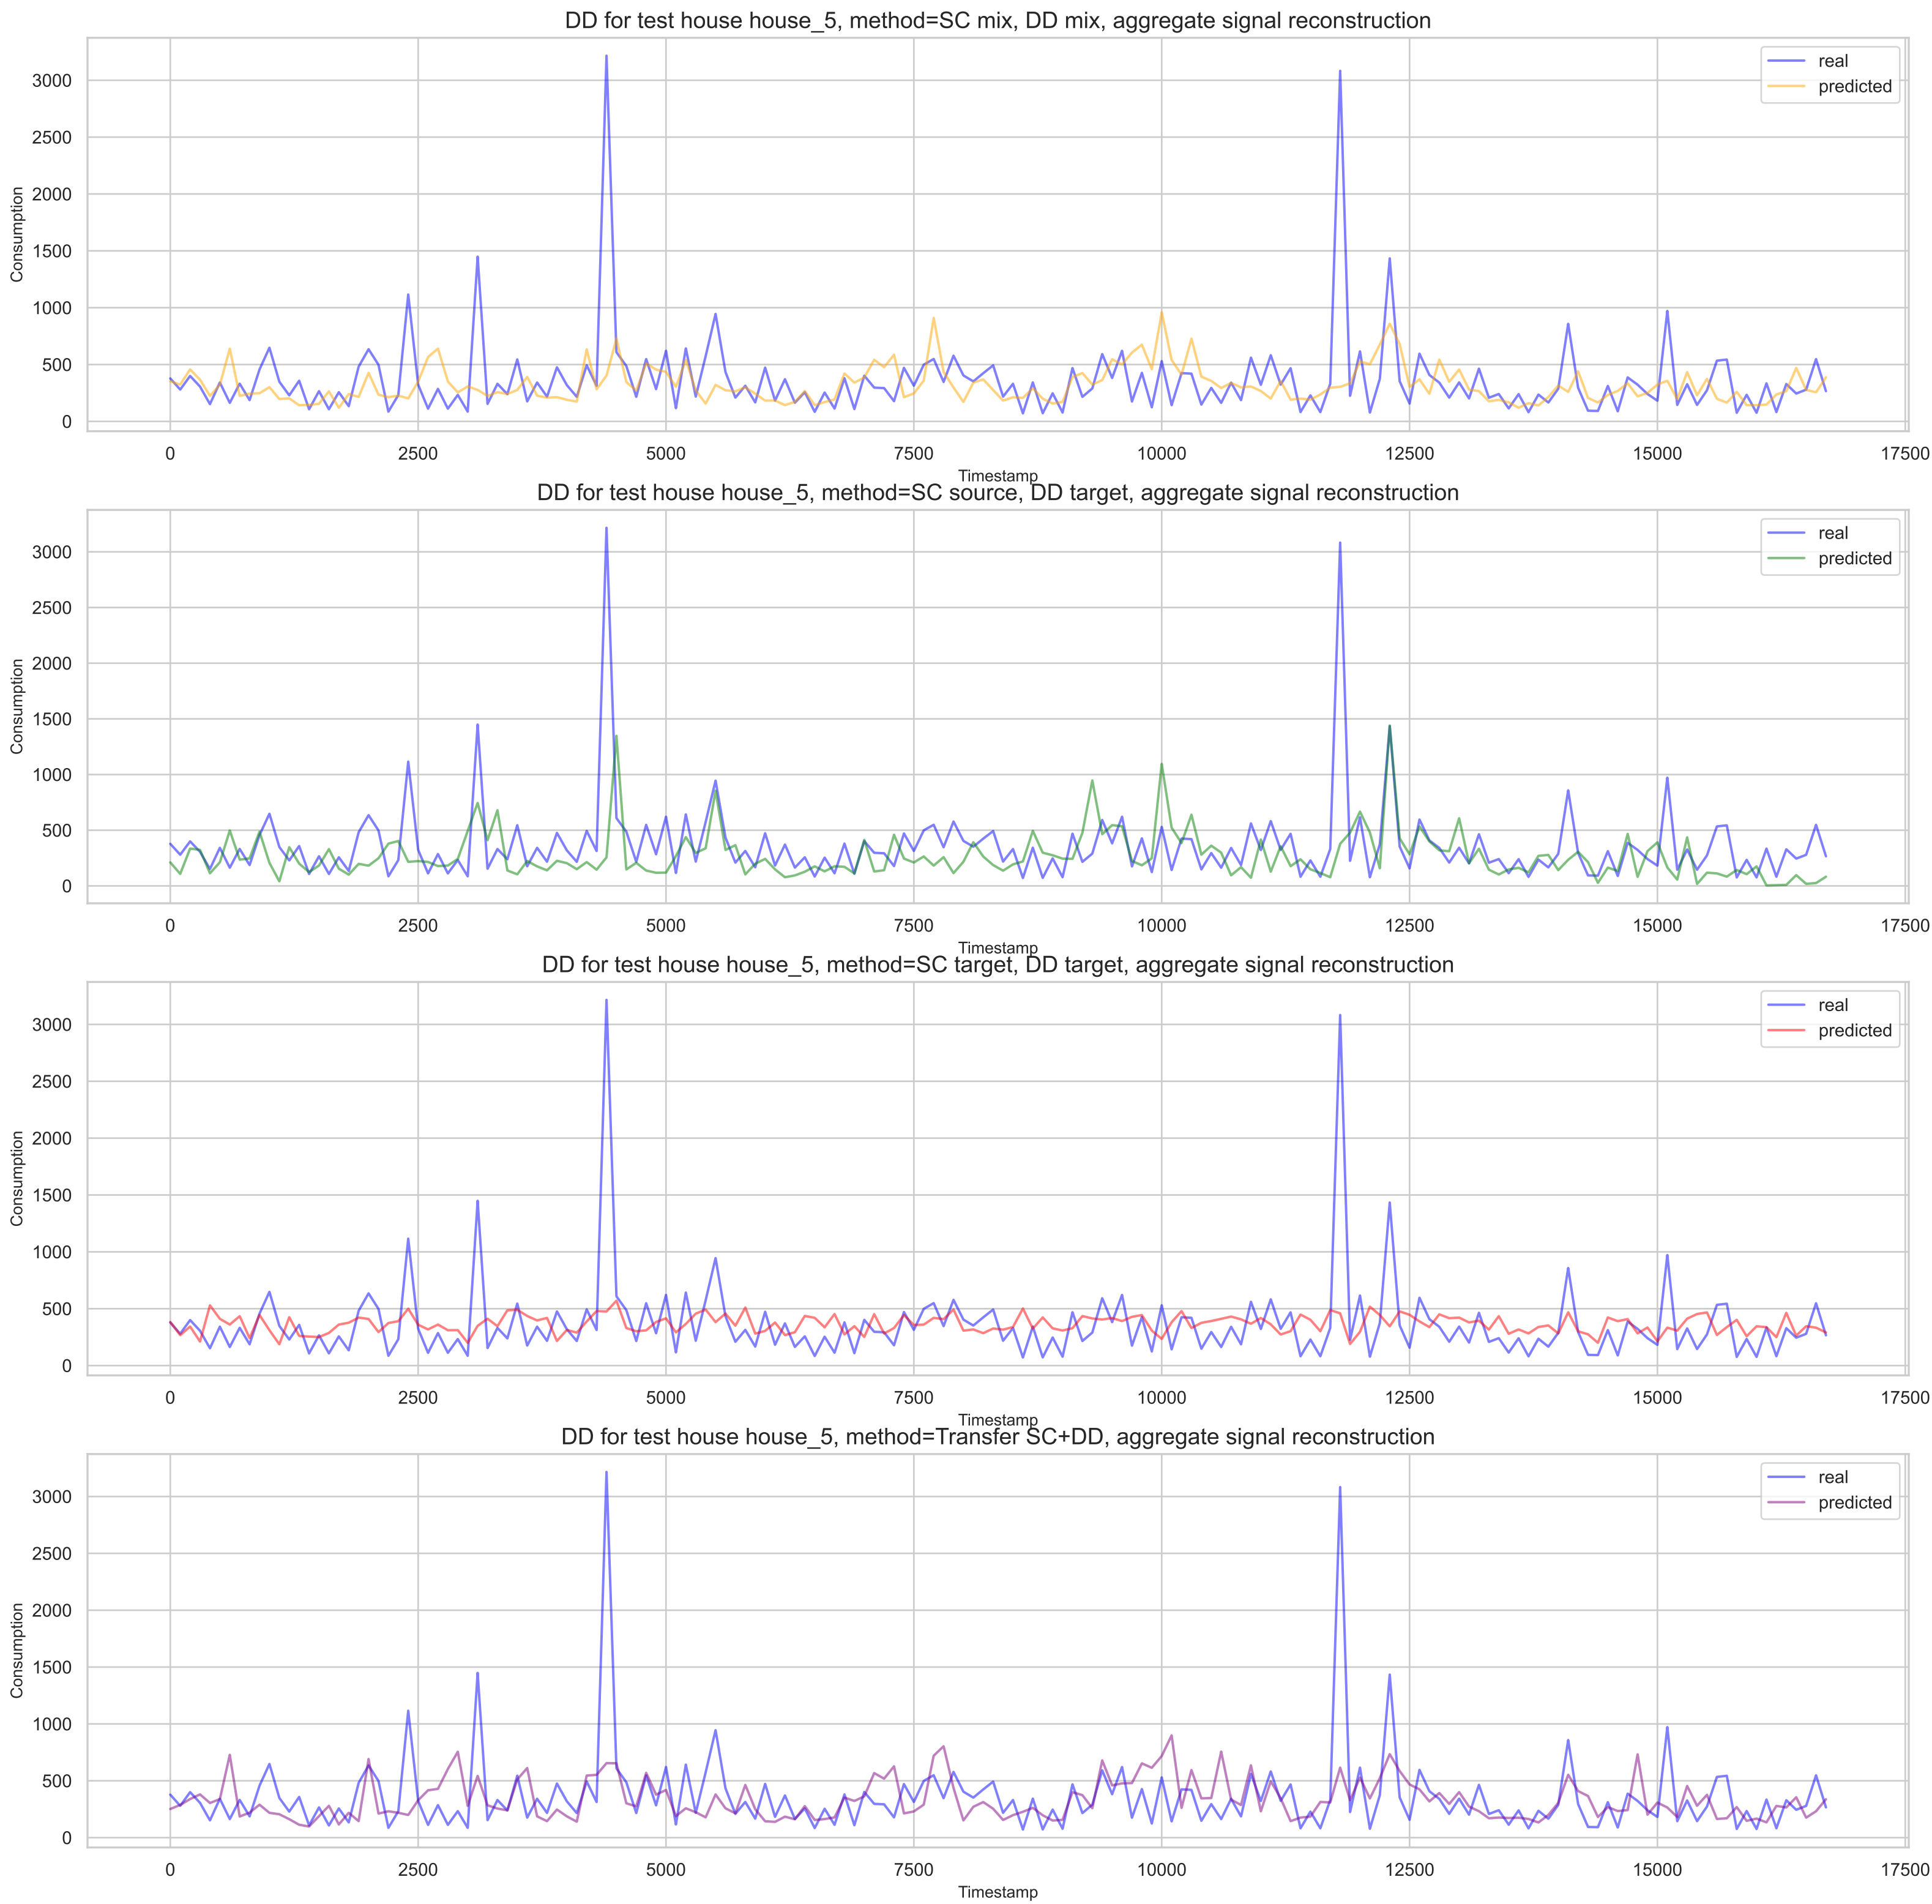 DD for test house house_5, method=SC mix, DD mix, aggregate signal reconstruction
real
predicted
Consumption
3000
2500
2000
1500
1000
500
0
0 2500 5000 7500 10000 12500 15000 17500
Timestamp
DD for test house house_5, method=SC source, DD target, aggregate signal reconstruction
real
predicted
Consumption
3000
2500
2000
1500
1000
500
0
0 2500 5000 7500 10000 12500 15000 17500
Timestamp
DD for test house house_5, method=SC target, DD target, aggregate signal reconstruction
real
predicted
Consumption
3000
2500
2000
1500
1000
500
0
0 2500 5000 7500 10000 12500 15000 17500
Timestamp
DD for test house house_5, method=Transfer SC+DD, aggregate signal reconstruction
real
predicted
Consumption
3000
2500
2000
1500
1000
500
0
0 2500 5000 7500 10000 12500 15000 17500
Timestamp